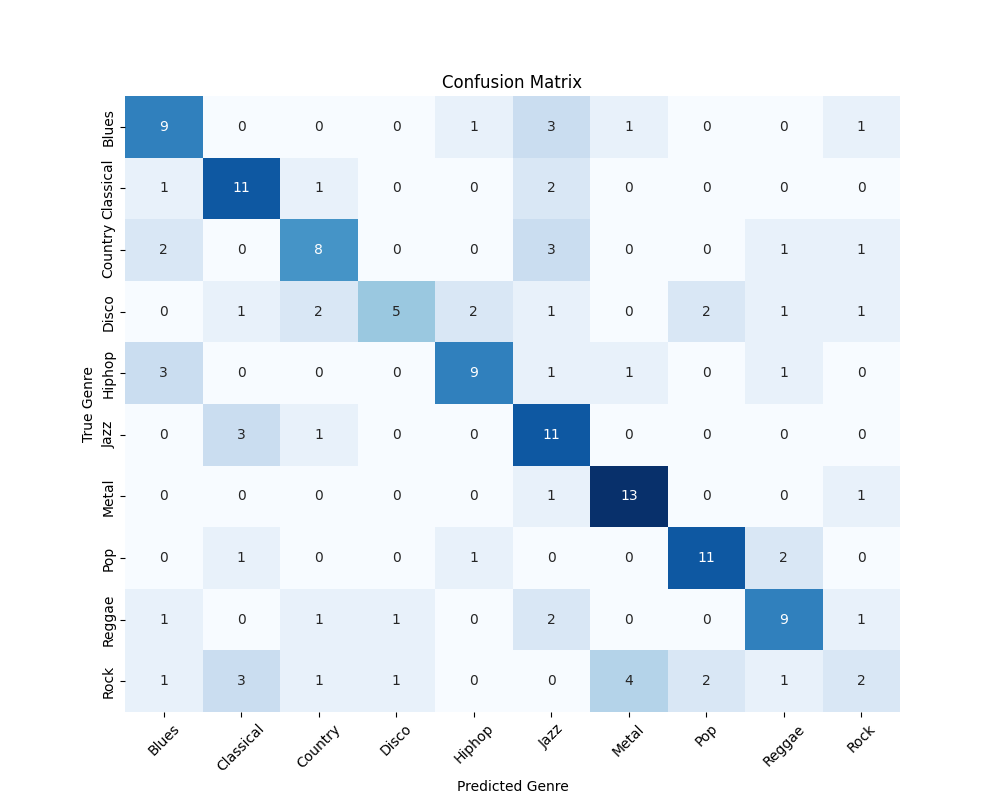 Confusion Matrix
True Genre
Blues 9 0 0 0 1 3 1 0 0 1
Classical 1 11 1 0 0 2 0 0 0 0
Country 2 0 8 0 0 3 0 0 1 1
Disco 0 1 2 5 2 1 0 2 1 1
Hiphop 3 0 0 0 9 1 1 0 1 0
Jazz 0 3 1 0 0 11 0 0 0 0
Metal 0 0 0 0 0 1 13 0 0 1
Pop 0 1 0 0 1 0 0 11 2 0
Reggae 1 0 1 1 0 2 0 0 9 1
Rock 1 3 1 1 0 0 4 2 1 2
Blues Classical Country Disco Hiphop Jazz Metal Pop Reggae Rock
Predicted Genre